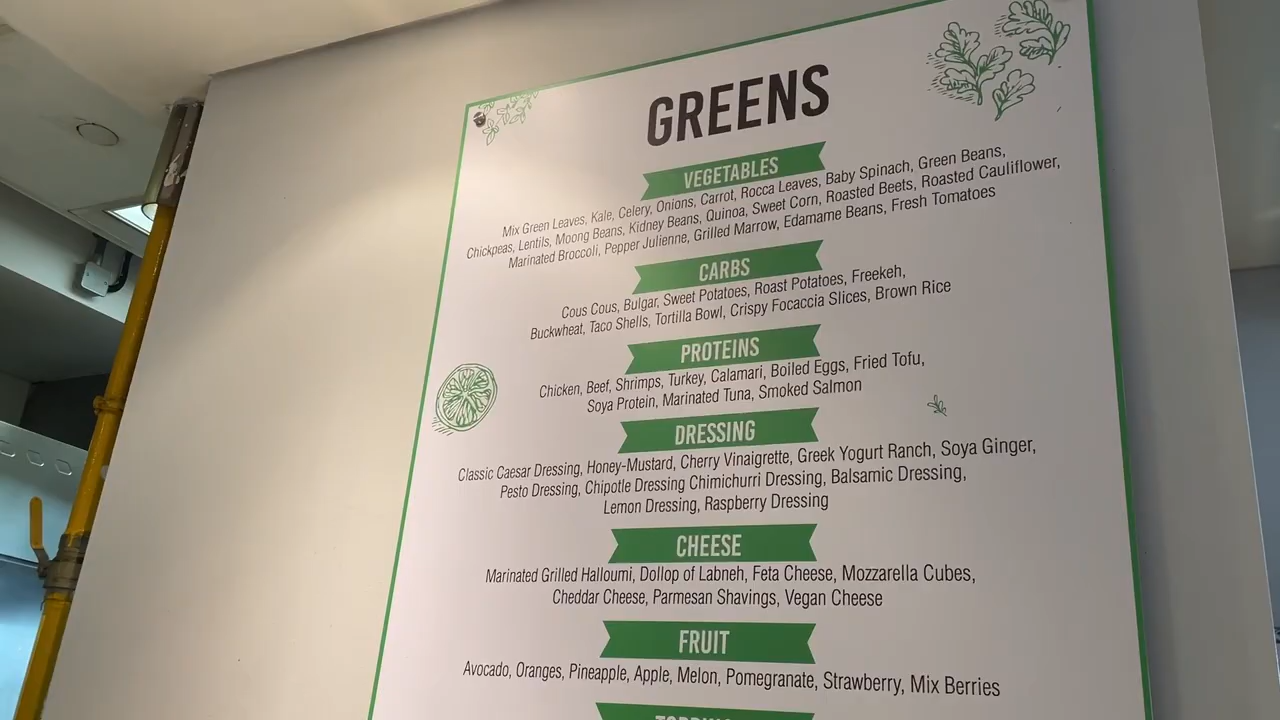 GREENS
VEGETABLES
Mix Green Leaves, Kale, Celery, Onions, Carrot, Rocca Leaves, Baby Spinach, Green Beans,
Chickpeas, Lentils, Moong Beans, Kidney Beans, Quinoa, Sweet Corn, Roasted Beets, Roasted Cauliflower,
Marinated Broccoli, Pepper Julienne, Grilled Marrow, Edamame Beans, Fresh Tomatoes
CARBS
Cous Cous, Bulgar, Sweet Potatoes, Roast Potatoes, Freekeh,
Buckwheat, Taco Shells, Tortilla Bowl, Crispy Focaccia Slices, Brown Rice
PROTEINS
Chicken, Beef, Shrimps, Turkey, Calamari, Boiled Eggs, Fried Tofu,
Soya Protein, Marinated Tuna, Smoked Salmon
DRESSING
Classic Caesar Dressing, Honey-Mustard, Cherry Vinaigrette, Greek Yogurt Ranch, Soya Ginger,
Pesto Dressing, Chipotle Dressing Chimichurri Dressing, Balsamic Dressing,
Lemon Dressing, Raspberry Dressing
CHEESE
Marinated Grilled Halloumi, Dollop of Labneh, Feta Cheese, Mozzarella Cubes,
Cheddar Cheese, Parmesan Shavings, Vegan Cheese
FRUIT
Avocado, Oranges, Pineapple, Apple, Melon, Pomegranate, Strawberry, Mix Berries